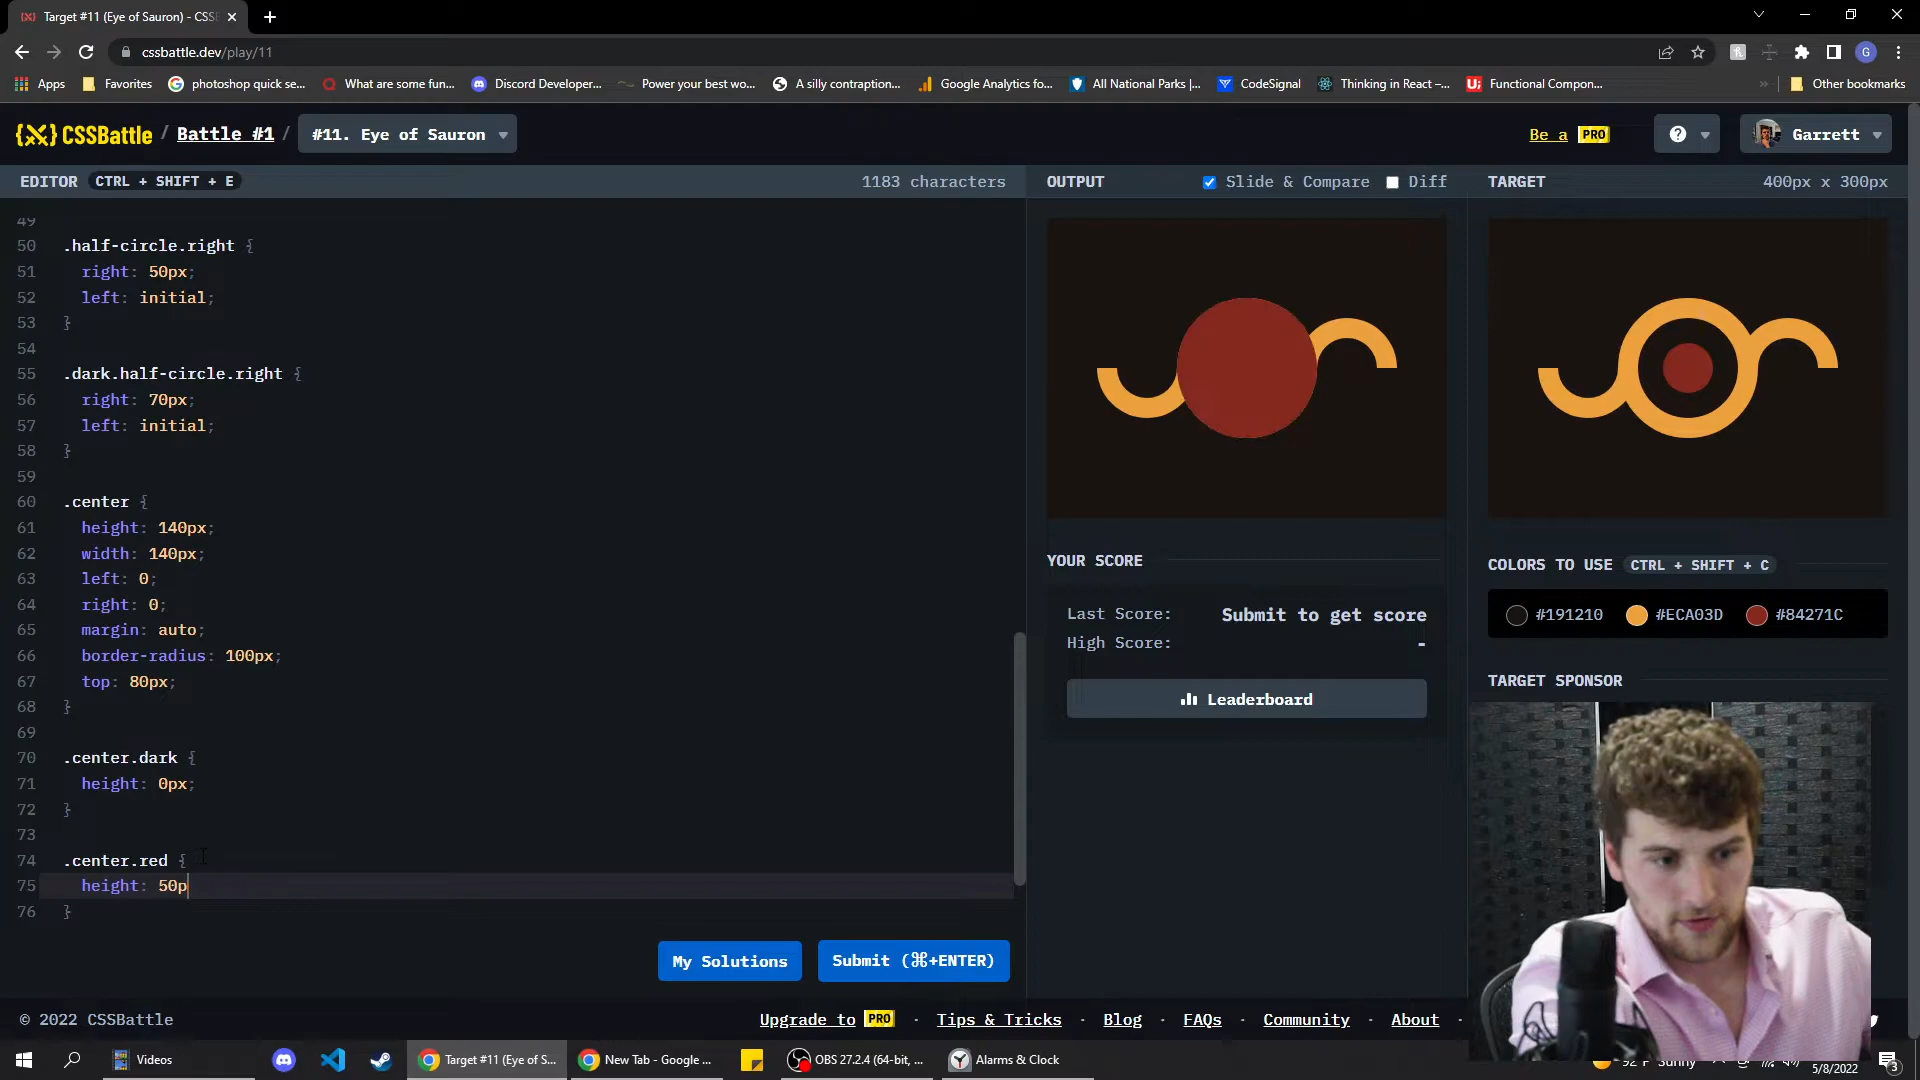 Target #11 (Eye of Sauron) - CSS
cssbattle.dev/play/11
G
Apps
Favorites
photoshop quick se...
What are some fun...
Discord Developer...
Power your best wo...
A silly contraption...
Google Analytics fo...
All National Parks |...
CodeSignal
Thinking in React –...
Functional Compon...
Other bookmarks
CSSBattle / Battle #1 / #11. Eye of Sauron
Be a PRO
?
Garrett
EDITOR CTRL + SHIFT + E
1183 characters
OUTPUT
Slide & Compare
Diff
TARGET
400px x 300px
49
50 .half-circle.right {
51 right: 50px;
52 left: initial;
53 }
54
55 .dark.half-circle.right {
56 right: 70px;
57 left: initial;
58 }
59
60 .center {
61 height: 140px;
62 width: 140px;
63 left: 0;
64 right: 0;
65 margin: auto;
66 border-radius: 100px;
67 top: 80px;
68 }
69
70 .center.dark {
71 height: 0px;
72 }
73
74 .center.red {
75 height: 50p
76 }
YOUR SCORE
Last Score: Submit to get score
High Score: -
Leaderboard
COLORS TO USE CTRL + SHIFT + C
#191210 #ECA03D #84271C
TARGET SPONSOR
My Solutions
Submit (⌘+ENTER)
© 2022 CSSBattle
Upgrade to PRO · Tips & Tricks · Blog · FAQs · Community · About ·
Videos
Target #11 (Eye of S...
New Tab - Google ...
OBS 27.2.4 (64-bit, ...
Alarms & Clock
92°F Sunny
5/8/2022
3